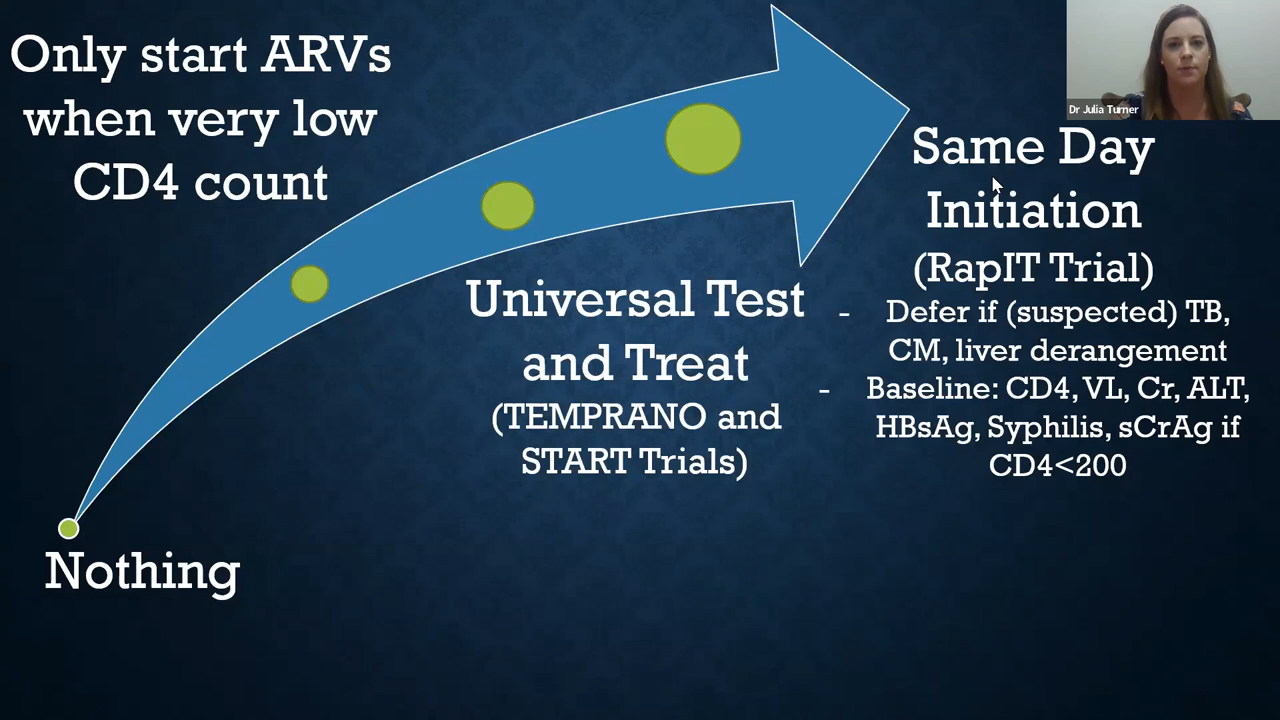 Only start ARVs
when very low
CD4 count
Nothing
Universal Test
and Treat
(TEMPRANO and
START Trials)
Dr Julia Turner
Same Day
Initiation
(RapIT Trial)
- Defer if (suspected) TB,
CM, liver derangement
- Baseline: CD4, VL, Cr, ALT,
HBsAg, Syphilis, sCrAg if
CD4<200